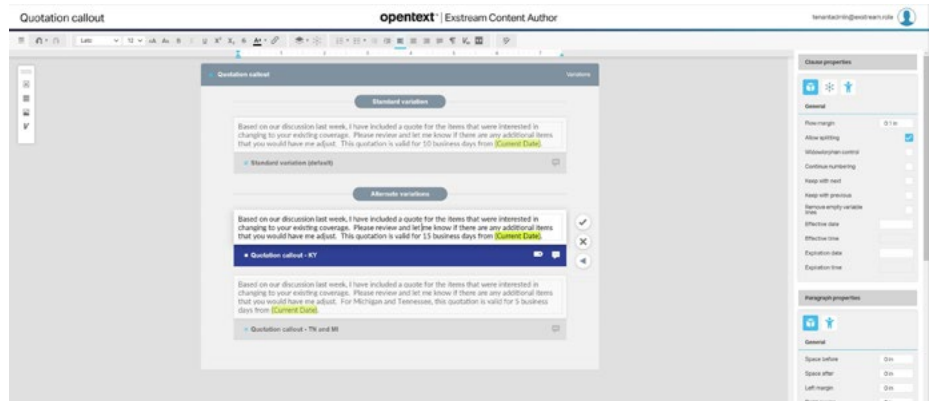 Quotation callout
opentext™ | Exstream Content Author
tenantadmin@exstream.role
Lato
12
B I U X² X₂
1 2 3 4 5 6 7
Quotation callout
Variations
Standard variation
Based on our discussion last week, I have included a quote for the items that were interested in
changing to your existing coverage. Please review and let me know if there are any additional items
that you would have me adjust. This quotation is valid for 10 business days from [Current Date].
Standard variation (default)
Alternate variations
Based on our discussion last week, I have included a quote for the items that were interested in
changing to your existing coverage. Please review and let me know if there are any additional items
that you would have me adjust. This quotation is valid for 15 business days from [Current Date].
Quotation callout - KY
Based on our discussion last week, I have included a quote for the items that were interested in
changing to your existing coverage. Please review and let me know if there are any additional items
that you would have me adjust. For Michigan and Tennessee, this quotation is valid for 5 business
days from [Current Date].
Quotation callout - TN and MI
Clause properties
General
Flow margin 0.1 in
Allow splitting
Widow/orphan control
Continue numbering
Keep with next
Keep with previous
Remove empty variable
lines
Effective date
Effective time
Expiration date
Expiration time
Paragraph properties
General
Space before 0 in
Space after 0 in
Left margin 0 in